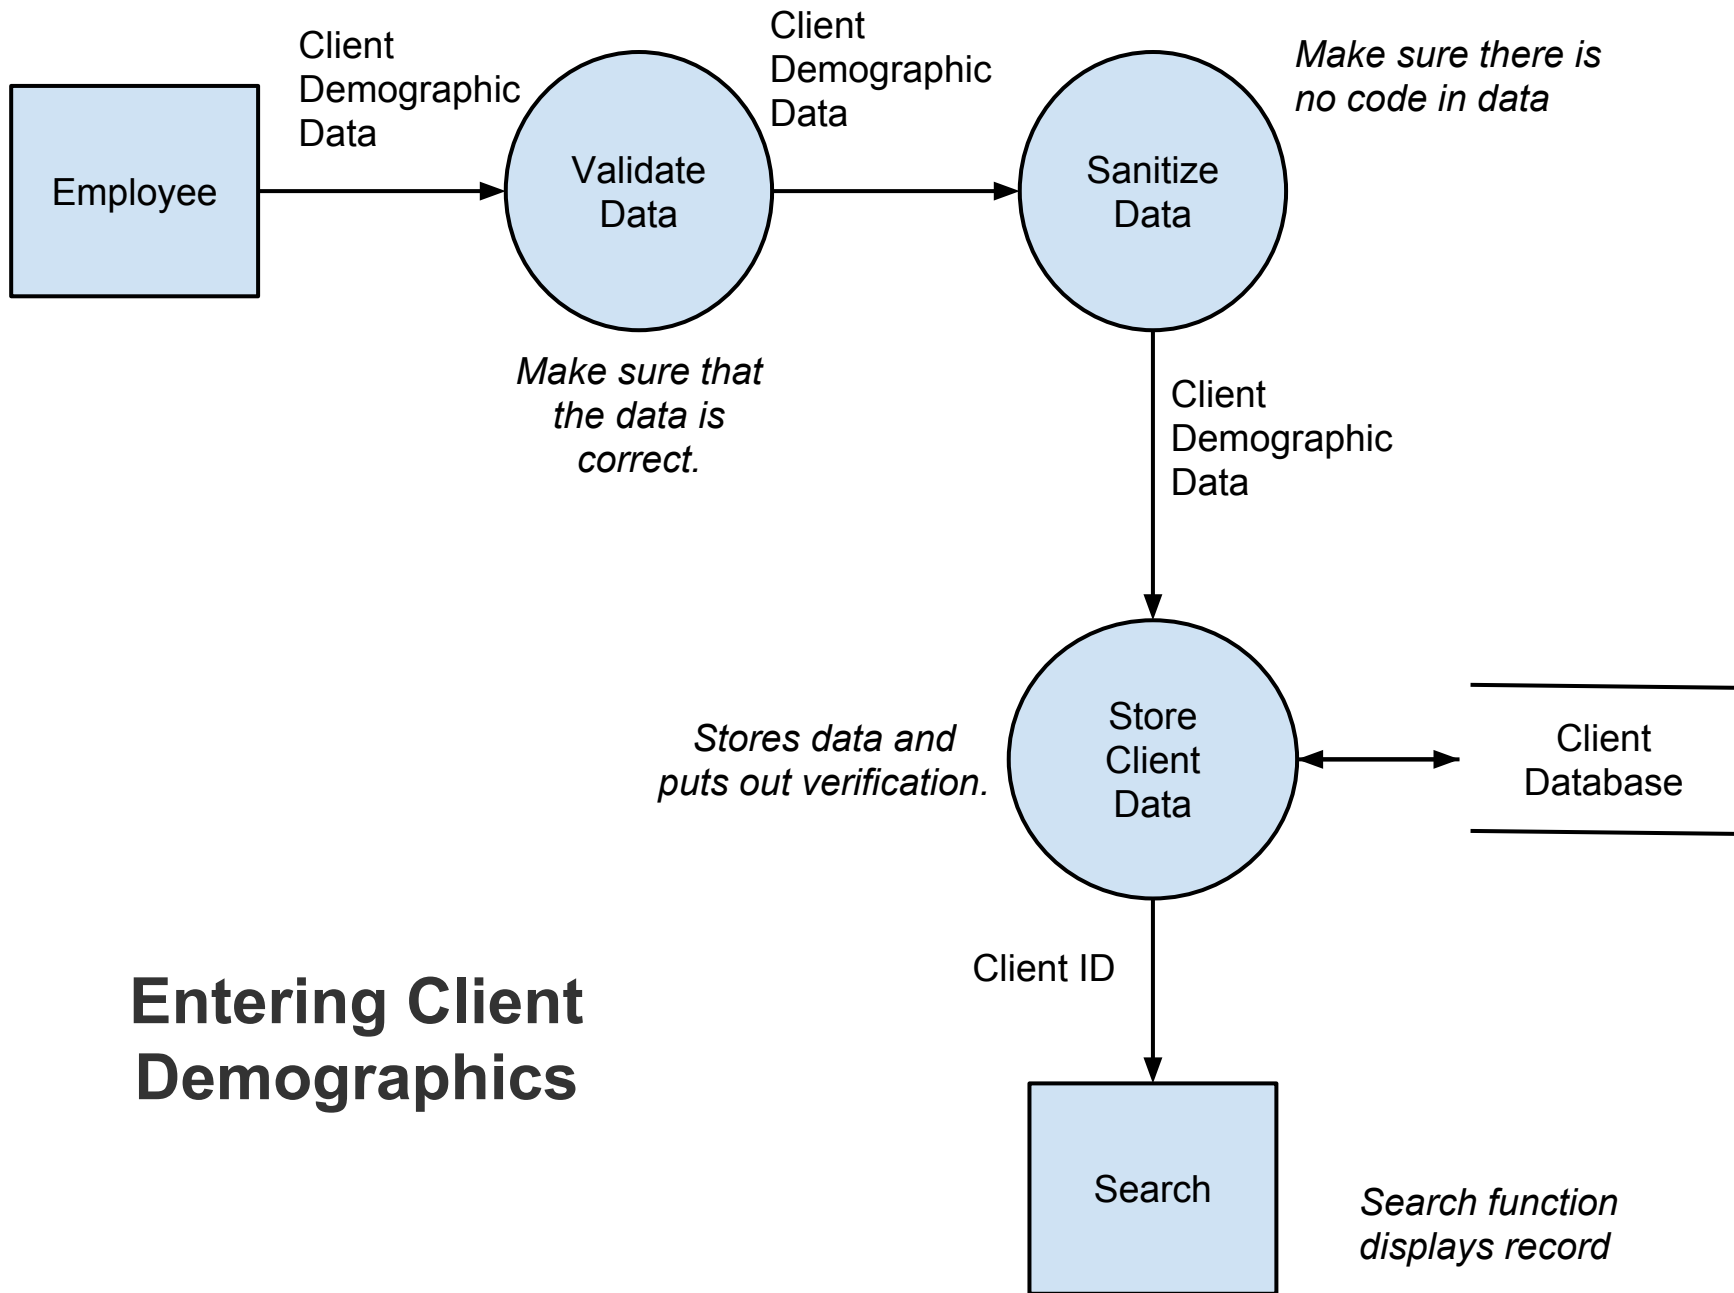 Client
Demographic
Data
Client
Demographic
Data
Make sure there is
no code in data
Employee
Validate
Data
Sanitize
Data
Make sure that
the data is
correct.
Client
Demographic
Data
Stores data and
puts out verification.
Store
Client
Data
Client
Database
Client ID
Entering Client
Demographics
Search
Search function
displays record